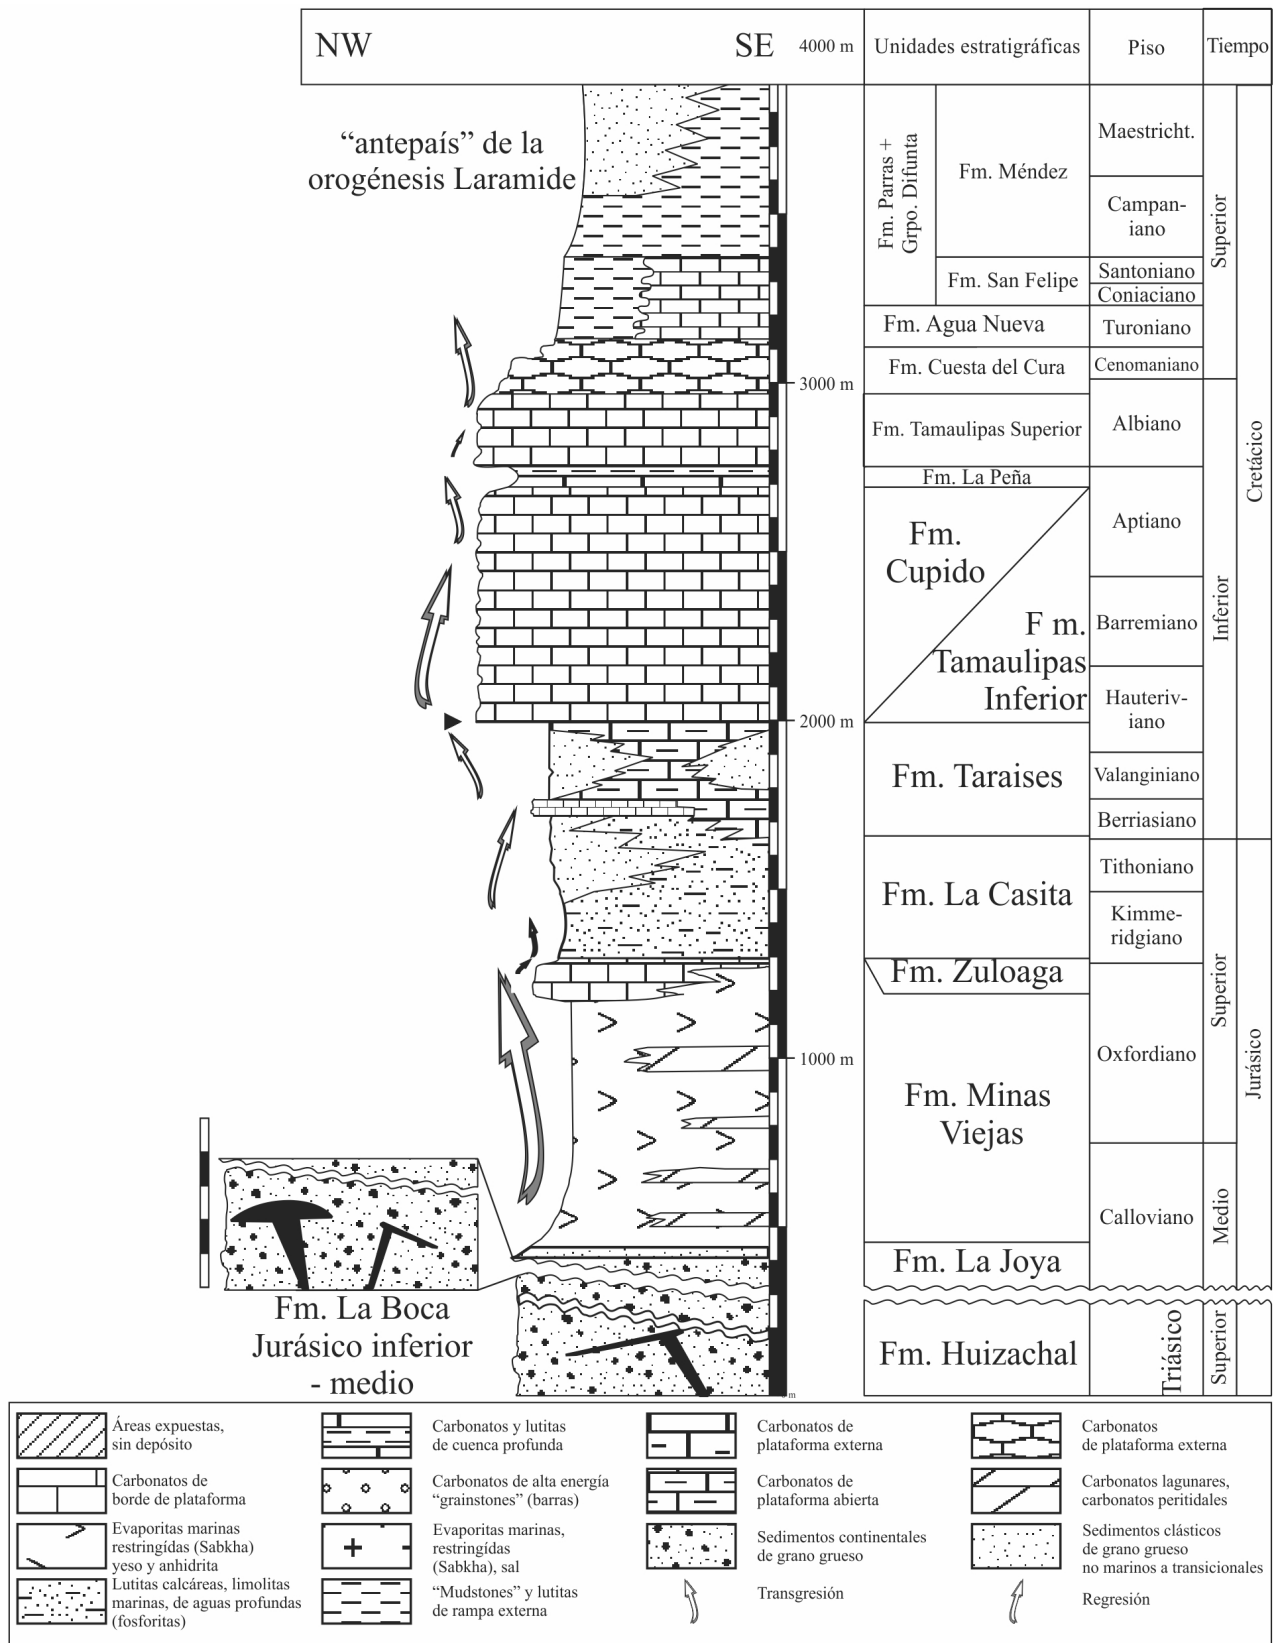 NW
SE
4000 m
Unidades estratigráficas
Piso
Tiempo
“antepaís” de la
orogénesis Laramide
3000 m
2000 m
1000 m
0 m
Fm. Parras +
Grpo. Difunta
Fm. Méndez
Fm. San Felipe
Fm. Agua Nueva
Fm. Cuesta del Cura
Fm. Tamaulipas Superior
Fm. La Peña
Fm.
Cupido
F m.
Tamaulipas
Inferior
Fm. Taraises
Fm. La Casita
Fm. Zuloaga
Fm. Minas
Viejas
Fm. La Joya
Fm. Huizachal
Maestricht.
Campan-
iano
Santoniano
Coniaciano
Turoniano
Cenomaniano
Albiano
Aptiano
Barremiano
Hauteriv-
iano
Valanginiano
Berriasiano
Tithoniano
Kimme-
ridgiano
Oxfordiano
Calloviano
Triásico
Superior
Inferior
Superior
Medio
Superior
Cretácico
Jurásico
Fm. La Boca
Jurásico inferior
- medio
Áreas expuestas,
sin depósito
Carbonatos y lutitas
de cuenca profunda
Carbonatos de
plataforma externa
Carbonatos
de plataforma externa
Carbonatos de
borde de plataforma
Carbonatos de alta energía
“grainstones” (barras)
Carbonatos de
plataforma abierta
Carbonatos lagunares,
carbonatos peritidales
Evaporitas marinas
restringídas (Sabkha)
yeso y anhidrita
Evaporitas marinas,
restringídas
(Sabkha), sal
Sedimentos continentales
de grano grueso
Sedimentos clásticos
de grano grueso
no marinos a transicionales
Lutitas calcáreas, limolitas
marinas, de aguas profundas
(fosforitas)
“Mudstones” y lutitas
de rampa externa
Transgresión
Regresión